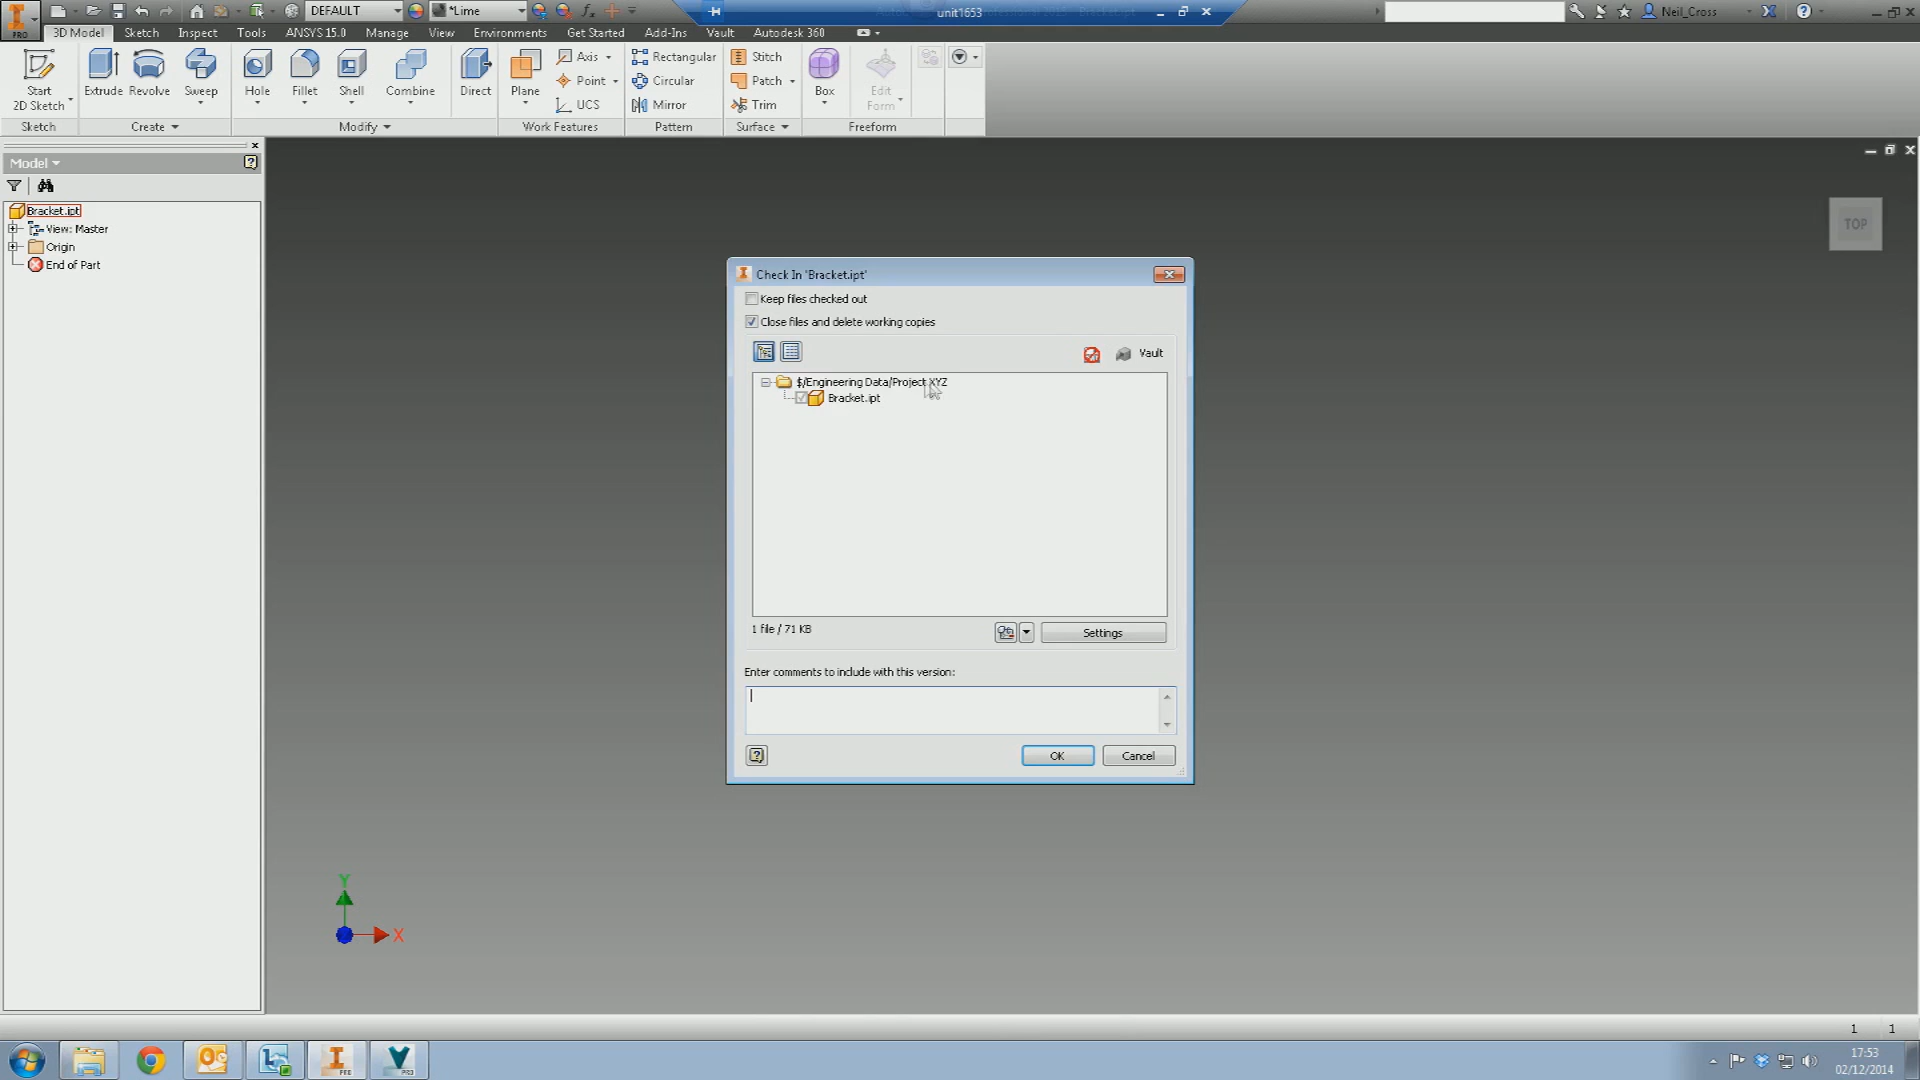 PRO
DEFAULT
*Lime
unit1653
Neil_Cross
3D Model
Sketch
Inspect
Tools
ANSYS 15.0
Manage
View
Environments
Get Started
Add-Ins
Vault
Autodesk 360
Start
2D Sketch
Extrude
Revolve
Sweep
Hole
Fillet
Shell
Combine
Direct
Plane
Axis
Point
UCS
Rectangular
Circular
Mirror
Stitch
Patch
Trim
Box
Edit
Form
Sketch
Create
Modify
Work Features
Pattern
Surface
Freeform
Model
Bracket.ipt
View: Master
Origin
End of Part
TOP
Check In 'Bracket.ipt'
Keep files checked out
Close files and delete working copies
Vault
$/Engineering Data/Project XYZ
Bracket.ipt
1 file / 71 KB
Settings
Enter comments to include with this version:
OK
Cancel
Y
X
1 1
PRO
PRO
17:53
02/12/2014